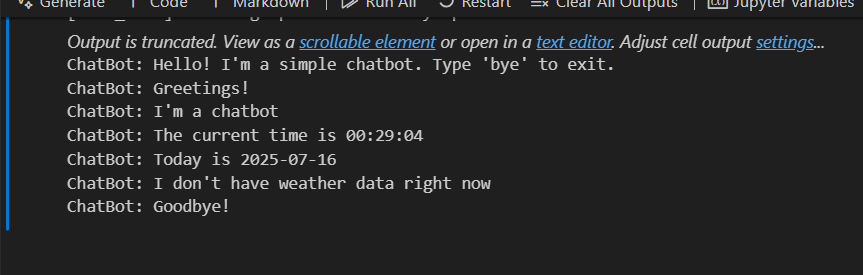 Generate Code Markdown Run All Restart Clear All Outputs Jupyter Variables
Output is truncated. View as a scrollable element or open in a text editor. Adjust cell output settings...
ChatBot: Hello! I'm a simple chatbot. Type 'bye' to exit.
ChatBot: Greetings!
ChatBot: I'm a chatbot
ChatBot: The current time is 00:29:04
ChatBot: Today is 2025-07-16
ChatBot: I don't have weather data right now
ChatBot: Goodbye!